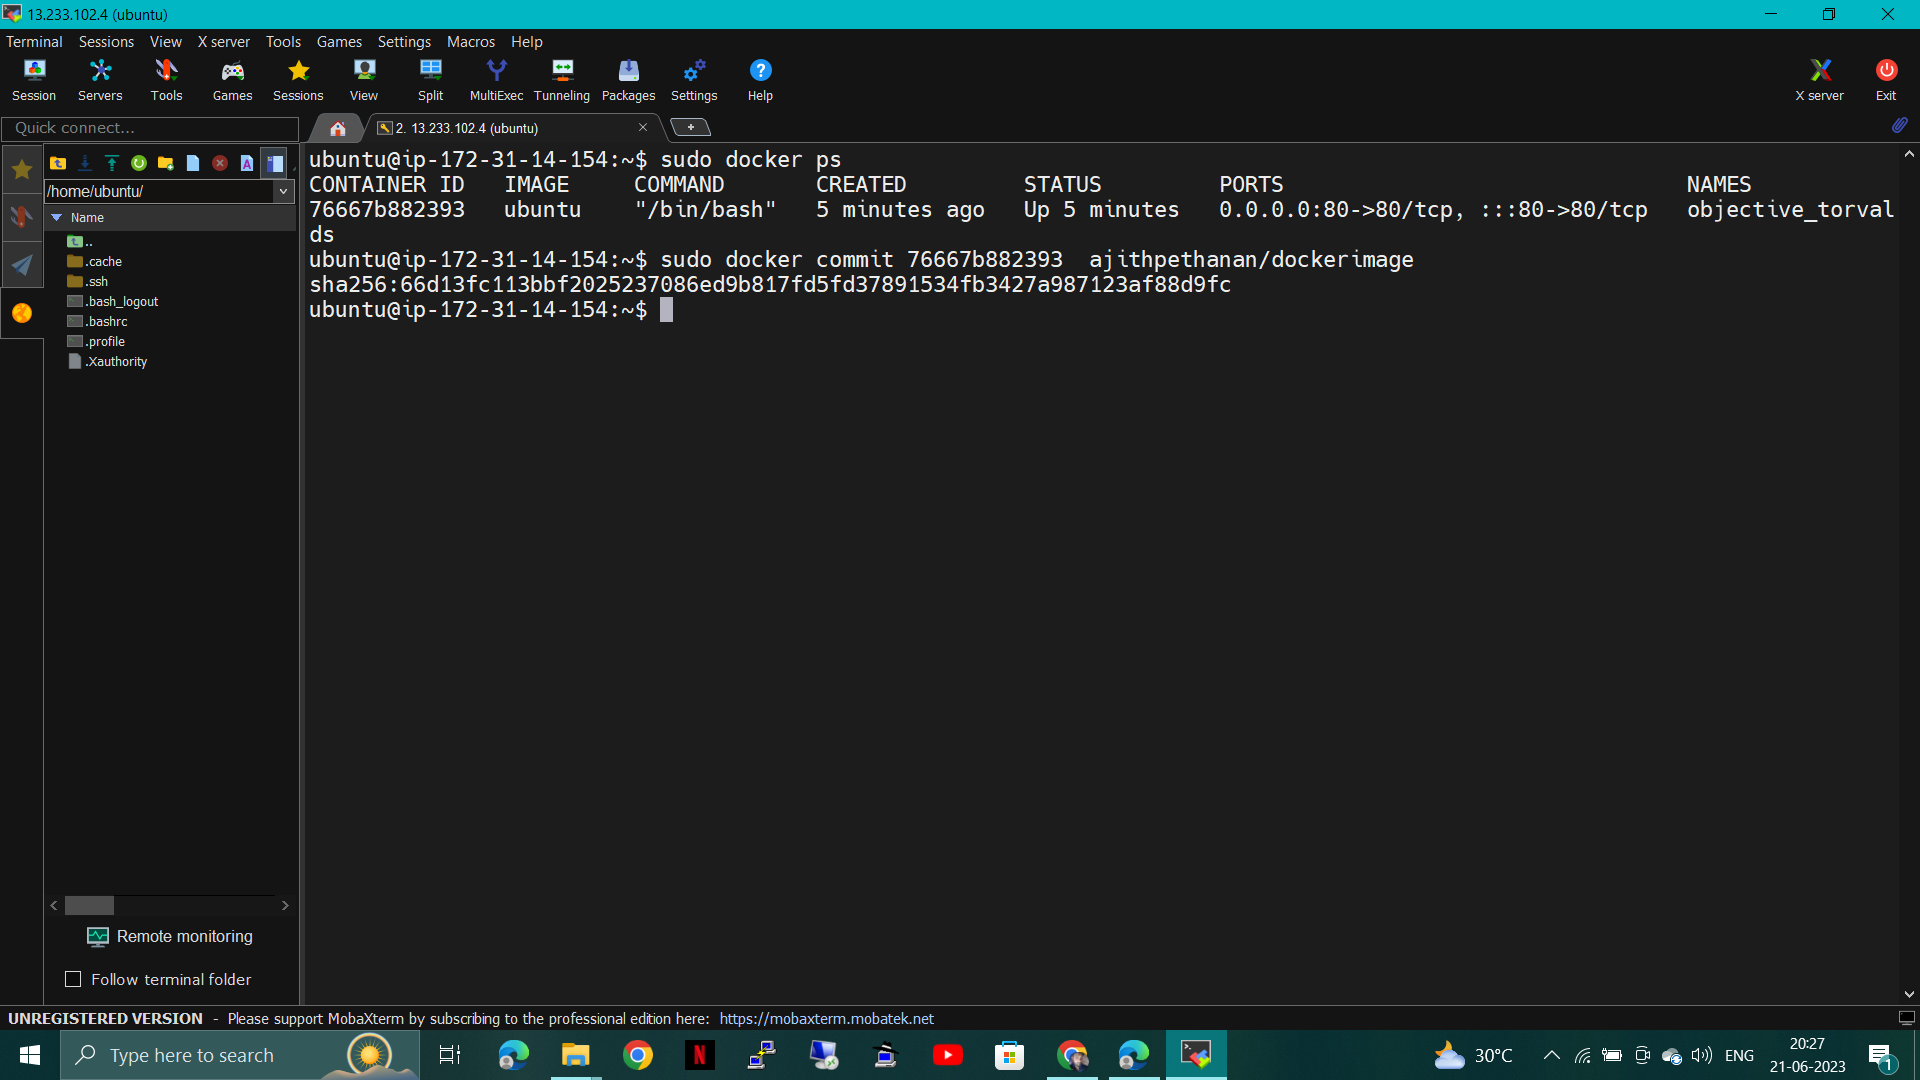 13.233.102.4 (ubuntu)
Terminal Sessions View X server Tools Games Settings Macros Help
Session Servers Tools Games Sessions View Split MultiExec Tunneling Packages Settings Help X server Exit
Quick connect...
2. 13.233.102.4 (ubuntu)
/home/ubuntu/
Name
..
.cache
.ssh
.bash_logout
.bashrc
.profile
.Xauthority
Remote monitoring
Follow terminal folder
ubuntu@ip-172-31-14-154:~$ sudo docker ps
CONTAINER ID IMAGE COMMAND CREATED STATUS PORTS NAMES
76667b882393 ubuntu "/bin/bash" 5 minutes ago Up 5 minutes 0.0.0.0:80->80/tcp, :::80->80/tcp objective_torval
ds
ubuntu@ip-172-31-14-154:~$ sudo docker commit 76667b882393 ajithpethanan/dockerimage
sha256:66d13fc113bbf2025237086ed9b817fd5fd37891534fb3427a987123af88d9fc
ubuntu@ip-172-31-14-154:~$
UNREGISTERED VERSION - Please support MobaXterm by subscribing to the professional edition here: https://mobaxterm.mobatek.net
Type here to search
30°C
ENG
20:27
21-06-2023
1